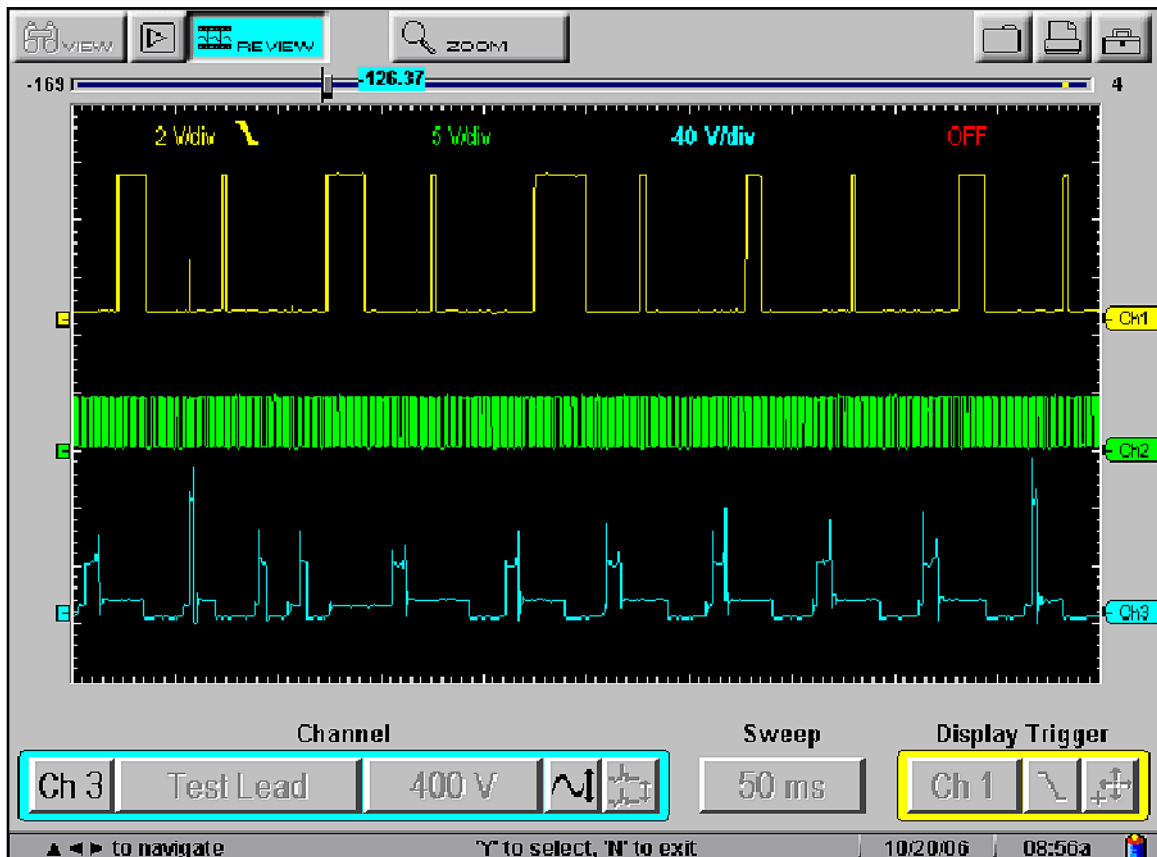 VIEW REVIEW ZOOM
-169 -126.37 4
2 V/div 5 V/div 40 V/div OFF
Ch1
Ch2
Ch3
Channel Sweep Display Trigger
Ch 3 Test Lead 400 V 50 ms Ch 1
to navigate 'Y' to select, 'N' to exit 10/20/06 08:56a